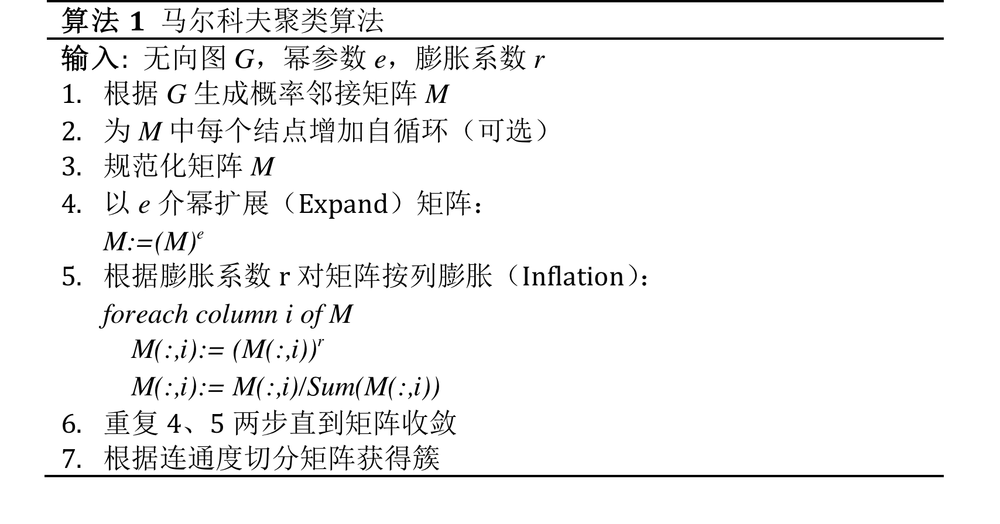 算法 1 马尔科夫聚类算法
输入: 无向图 G，幂参数 e，膨胀系数 r
1. 根据 G 生成概率邻接矩阵 M
2. 为 M 中每个结点增加自循环（可选）
3. 规范化矩阵 M
4. 以 e 介幂扩展（Expand）矩阵：
M:=(M)^e
5. 根据膨胀系数 r 对矩阵按列膨胀（Inflation）：
foreach column i of M
M(:,i):= (M(:,i))^r
M(:,i):= M(:,i)/Sum(M(:,i))
6. 重复 4、5 两步直到矩阵收敛
7. 根据连通度切分矩阵获得簇